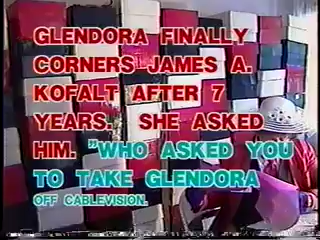 GLENDORA FINALLY
CORNERS JAMES A.
KOFALT AFTER 7
YEARS. SHE ASKED
HIM. "WHO ASKED YOU
TO TAKE GLENDORA
OFF CABLEVISION.